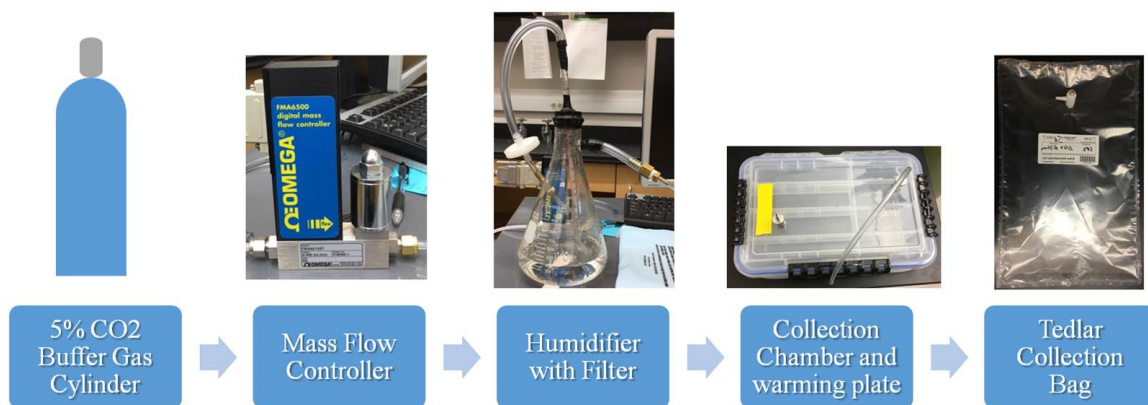 FMA6500
digital mass
flow controller
OMEGA®
OMEGA
5% CO2
Buffer Gas
Cylinder
Mass Flow
Controller
Humidifier
with Filter
Collection
Chamber and
warming plate
Tedlar
Collection
Bag